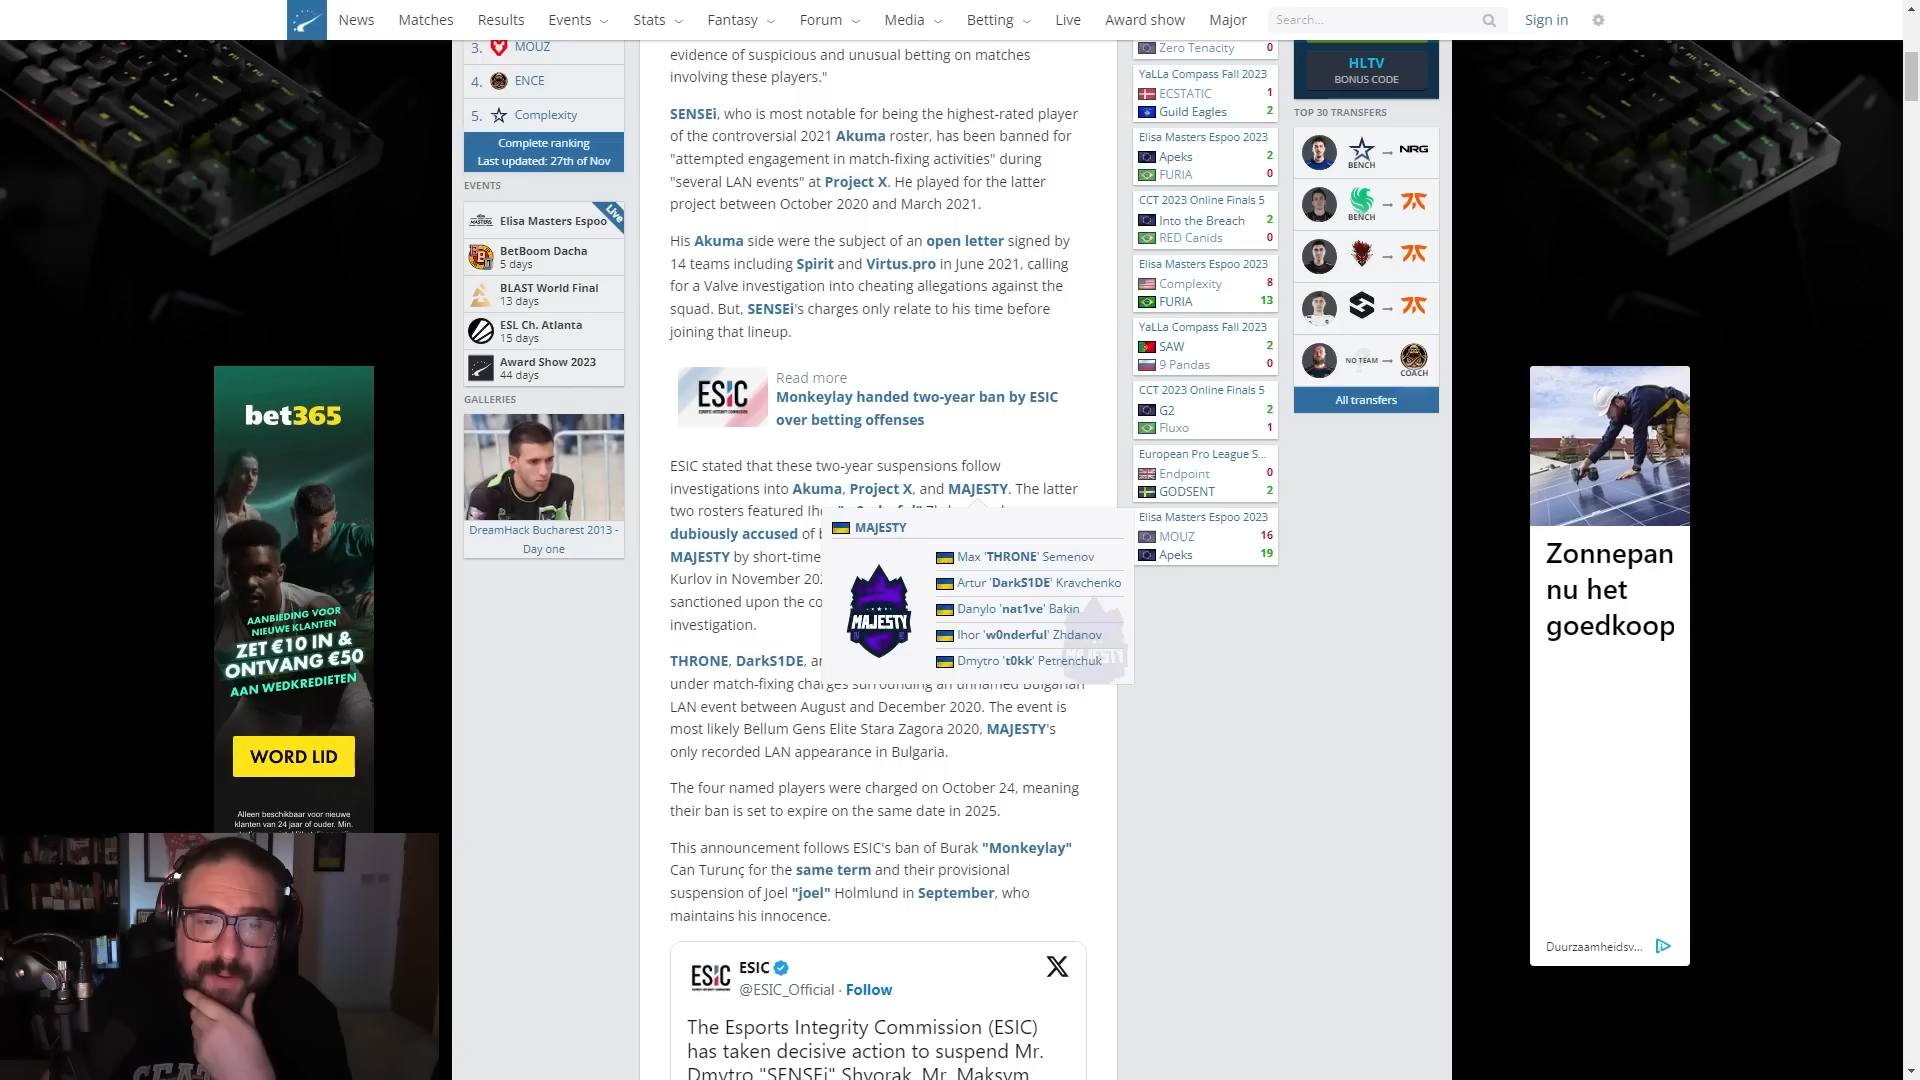 News
Matches
Results
Events
Stats
Fantasy
Forum
Media
Betting
Live
Award show
Major
Search...
Sign in
3. MOUZ
4. ENCE
5. Complexity
Complete ranking
Last updated: 27th of Nov
EVENTS
Elisa Masters Espoo
Live
BetBoom Dacha
5 days
BLAST World Final
13 days
ESL Ch. Atlanta
15 days
Award Show 2023
44 days
GALLERIES
DreamHack Bucharest 2013 -
Day one
bet365
AANBIEDING VOOR
NIEUWE KLANTEN
ZET €10 IN &
ONTVANG €50
AAN WEDKREDIETEN
WORD LID
Alleen beschikbaar voor nieuwe
klanten van 24 jaar of ouder. Min.
evidence of suspicious and unusual betting on matches
involving these players."
SENSEi, who is most notable for being the highest-rated player
of the controversial 2021 Akuma roster, has been banned for
"attempted engagement in match-fixing activities" during
"several LAN events" at Project X. He played for the latter
project between October 2020 and March 2021.
His Akuma side were the subject of an open letter signed by
14 teams including Spirit and Virtus.pro in June 2021, calling
for a Valve investigation into cheating allegations against the
squad. But, SENSEi's charges only relate to his time before
joining that lineup.
ESIC
Read more
Monkeylay handed two-year ban by ESIC
over betting offenses
ESIC stated that these two-year suspensions follow
investigations into Akuma, Project X, and MAJESTY. The latter
two rosters featured Iho
dubiously accused of b
MAJESTY by short-time
Kurlov in November 202
sanctioned upon the co
investigation.
MAJESTY
MAJESTY
Max 'THRONE' Semenov
Artur 'DarkS1DE' Kravchenko
Danylo 'nat1ve' Bakin
Ihor 'w0nderful' Zhdanov
Dmytro 't0kk' Petrenchuk
THRONE, DarkS1DE, an
under match-fixing charges surrounding an unnamed Bulgarian
LAN event between August and December 2020. The event is
most likely Bellum Gens Elite Stara Zagora 2020, MAJESTY's
only recorded LAN appearance in Bulgaria.
The four named players were charged on October 24, meaning
their ban is set to expire on the same date in 2025.
This announcement follows ESIC's ban of Burak "Monkeylay"
Can Turunç for the same term and their provisional
suspension of Joel "joel" Holmlund in September, who
maintains his innocence.
ESIC
ESIC
@ESIC_Official · Follow
The Esports Integrity Commission (ESIC)
has taken decisive action to suspend Mr.
Dmytro "SENSEi" Shvorak, Mr. Maksym
Zero Tenacity 0
YaLLa Compass Fall 2023
ECSTATIC 1
Guild Eagles 2
Elisa Masters Espoo 2023
Apeks 2
FURIA 0
CCT 2023 Online Finals 5
Into the Breach 2
RED Canids 0
Elisa Masters Espoo 2023
Complexity 8
FURIA 13
YaLLa Compass Fall 2023
SAW 2
9 Pandas 0
CCT 2023 Online Finals 5
G2 2
Fluxo 1
European Pro League S...
Endpoint 0
GODSENT 2
Elisa Masters Espoo 2023
MOUZ 16
Apeks 19
HLTV
BONUS CODE
TOP 30 TRANSFERS
BENCH
NRG
BENCH
NO TEAM
COACH
All transfers
Zonnepan
nu het
goedkoop
Duurzaamheidsv...